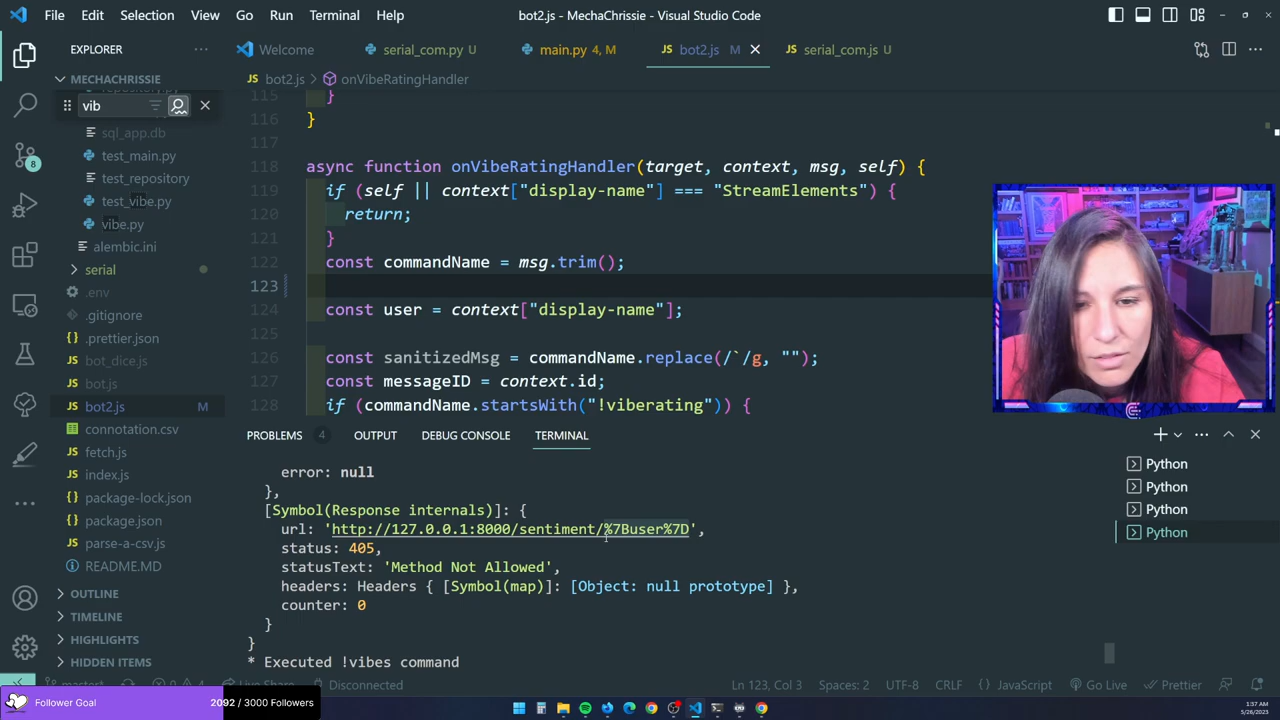 File Edit Selection View Go Run Terminal Help
bot2.js - MechaChrissie - Visual Studio Code
EXPLORER
Welcome
serial_com.py U
main.py 4, M
bot2.js M
serial_com.js U
MECHACHRISSIE
bot2.js > onVibeRatingHandler
vib
sql_app.db
test_main.py
test_repository
test_vibe.py
vibe.py
alembic.ini
serial
.env
.gitignore
.prettier.json
bot_dice.js
bot.js
bot2.js M
connotation.csv
fetch.js
index.js
package-lock.json
package.json
parse-a-csv.js
README.MD
OUTLINE
TIMELINE
HIGHLIGHTS
HIDDEN ITEMS
8
115 }
116 }
117
118 async function onVibeRatingHandler(target, context, msg, self) {
119 if (self || context["display-name"] === "StreamElements") {
120 return;
121 }
122 const commandName = msg.trim();
123
124 const user = context["display-name"];
125
126 const sanitizedMsg = commandName.replace(/`/g, "");
127 const messageID = context.id;
128 if (commandName.startsWith("!viberating")) {
PROBLEMS 4 OUTPUT DEBUG CONSOLE TERMINAL
error: null
},
[Symbol(Response internals)]: {
url: 'http://127.0.0.1:8000/sentiment/%7Buser%7D',
status: 405,
statusText: 'Method Not Allowed',
headers: Headers { [Symbol(map)]: [Object: null prototype] },
counter: 0
}
}
* Executed !vibes command
Python
Python
Python
Python
Disconnected
Ln 123, Col 3 Spaces: 2 UTF-8 CRLF {} JavaScript Go Live Prettier
Follower Goal
2092 / 3000 Followers
1:37 AM
5/26/2023